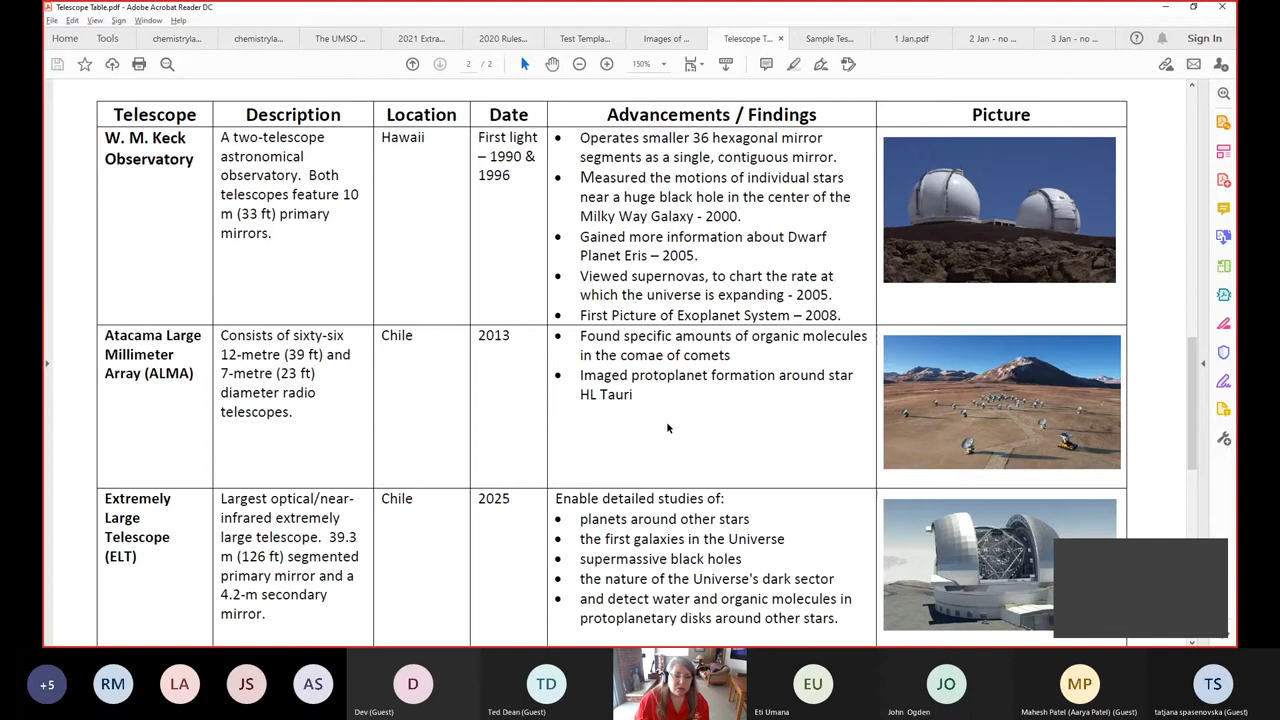 Telescope Table.pdf - Adobe Acrobat Reader DC
File Edit View Sign Window Help
Home Tools chemistryla... chemistryla... The UMSO ... 2021 Extra... 2020 Rules... Test Templa... Images of ... Telescope T... Sample Tes... 1 Jan.pdf 2 Jan - no ... 3 Jan - no ... Sign In
2 / 2 150%
Telescope Description Location Date Advancements / Findings Picture
W. M. Keck
Observatory
A two-telescope
astronomical
observatory. Both
telescopes feature 10
m (33 ft) primary
mirrors.
Hawaii
First light
– 1990 &
1996
• Operates smaller 36 hexagonal mirror
segments as a single, contiguous mirror.
• Measured the motions of individual stars
near a huge black hole in the center of the
Milky Way Galaxy - 2000.
• Gained more information about Dwarf
Planet Eris – 2005.
• Viewed supernovas, to chart the rate at
which the universe is expanding - 2005.
• First Picture of Exoplanet System – 2008.
Atacama Large
Millimeter
Array (ALMA)
Consists of sixty-six
12-metre (39 ft) and
7-metre (23 ft)
diameter radio
telescopes.
Chile
2013
• Found specific amounts of organic molecules
in the comae of comets
• Imaged protoplanet formation around star
HL Tauri
Extremely
Large
Telescope
(ELT)
Largest optical/near-
infrared extremely
large telescope. 39.3
m (126 ft) segmented
primary mirror and a
4.2-m secondary
mirror.
Chile
2025
Enable detailed studies of:
• planets around other stars
• the first galaxies in the Universe
• supermassive black holes
• the nature of the Universe's dark sector
• and detect water and organic molecules in
protoplanetary disks around other stars.
+5 RM LA JS AS D TD EU JO MP TS
Dev (Guest) Ted Dean (Guest) Eti Umana John Ogden Mahesh Patel (Aarya Patel) (Guest) tatjana spasenovska (Guest)